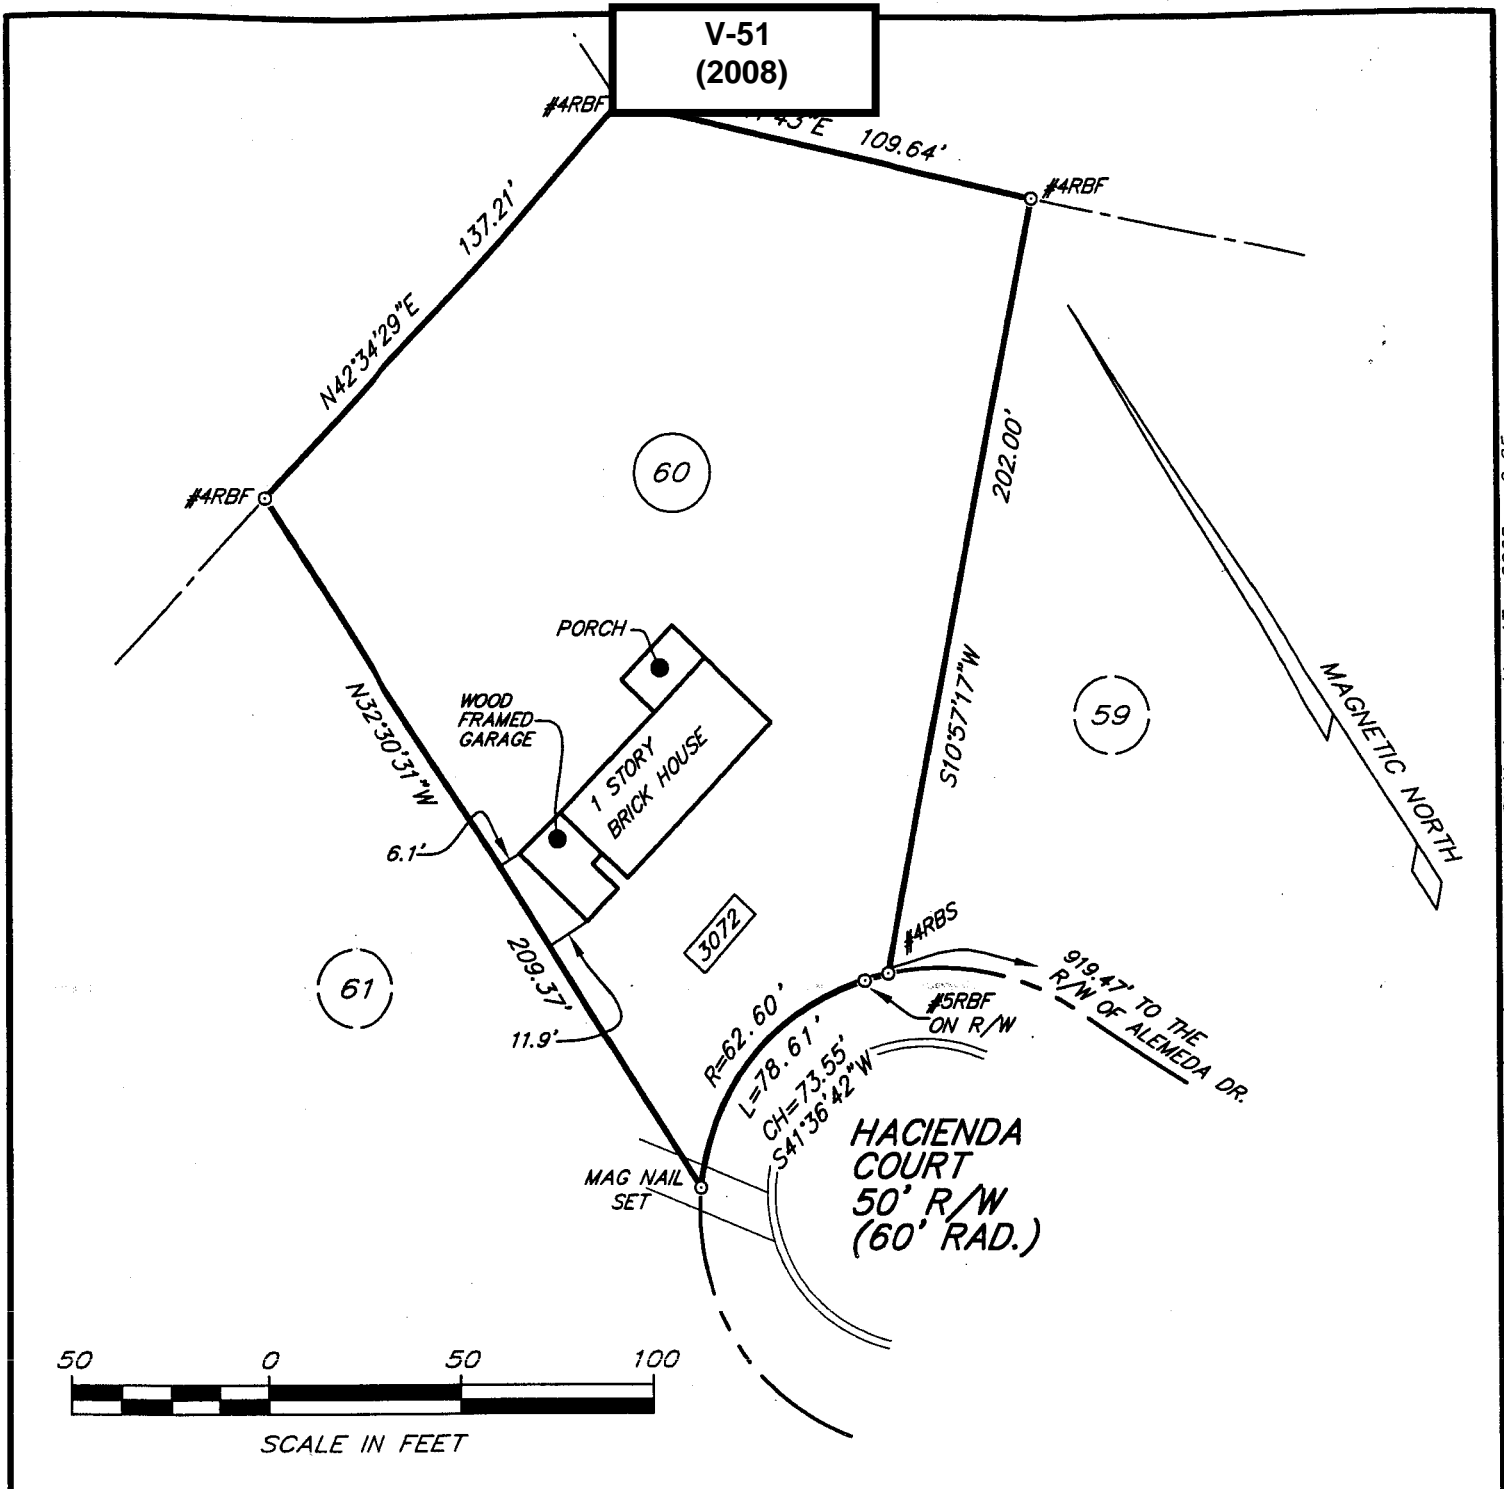 V-51
(2008)
#4RBF
43"E 109.64'
#4RBF
137.21'
N42°34'29"E
#4RBF
60
202.00'
S10°57'17"W
59
MAGNETIC NORTH
PORCH
WOOD
FRAMED
GARAGE
1 STORY
BRICK HOUSE
N32°30'31"W
209.37'
6.1'
11.9'
61
3072
#4RBS
#5RBF
ON R/W
919.47' TO THE
R/W OF ALEMEDA DR.
R=62.60'
L=78.61'
CH=73.55'
S41°36'42"W
HACIENDA
COURT
50' R/W
(60' RAD.)
MAG NAIL
SET
50 0 50 100
SCALE IN FEET